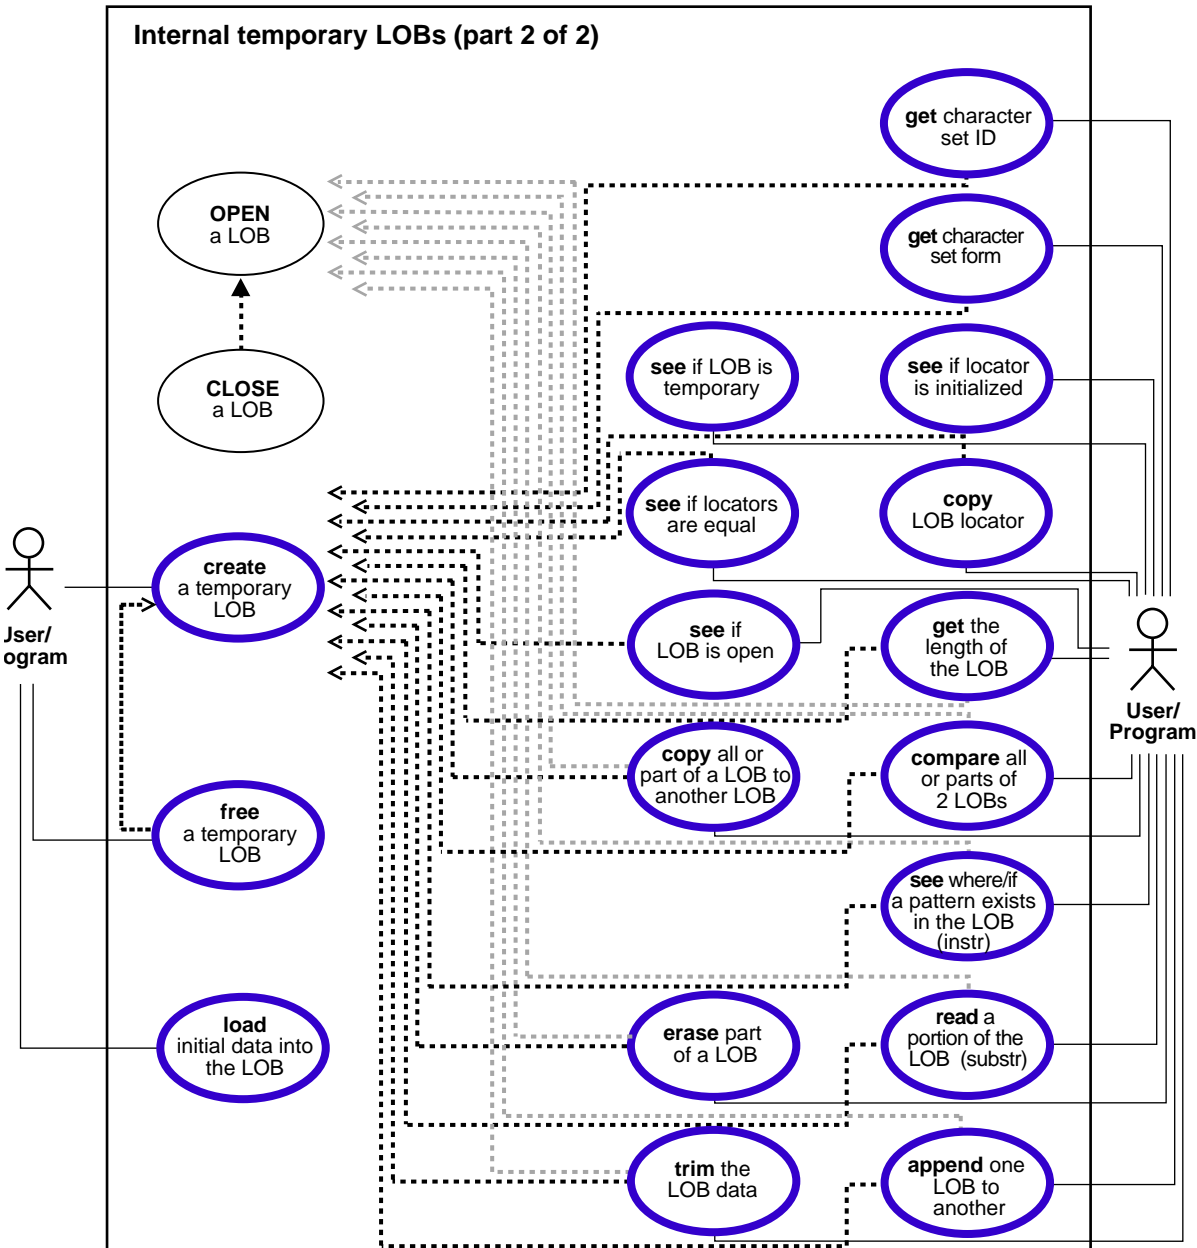 Internal temporary LOBs (part 2 of 2)
get character
set ID
OPEN
a LOB
get character
set form
see if LOB is
temporary
see if locator
is initialized
CLOSE
a LOB
see if locators
are equal
copy
LOB locator
create
a temporary
LOB
see if
LOB is open
get the
length of
the LOB
User/
Program
copy all or
part of a LOB to
another LOB
compare all
or parts of
2 LOBs
free
a temporary
LOB
see where/if
a pattern exists
in the LOB
(instr)
load
initial data into
the LOB
erase part
of a LOB
read a
portion of the
LOB (substr)
trim the
LOB data
append one
LOB to
another